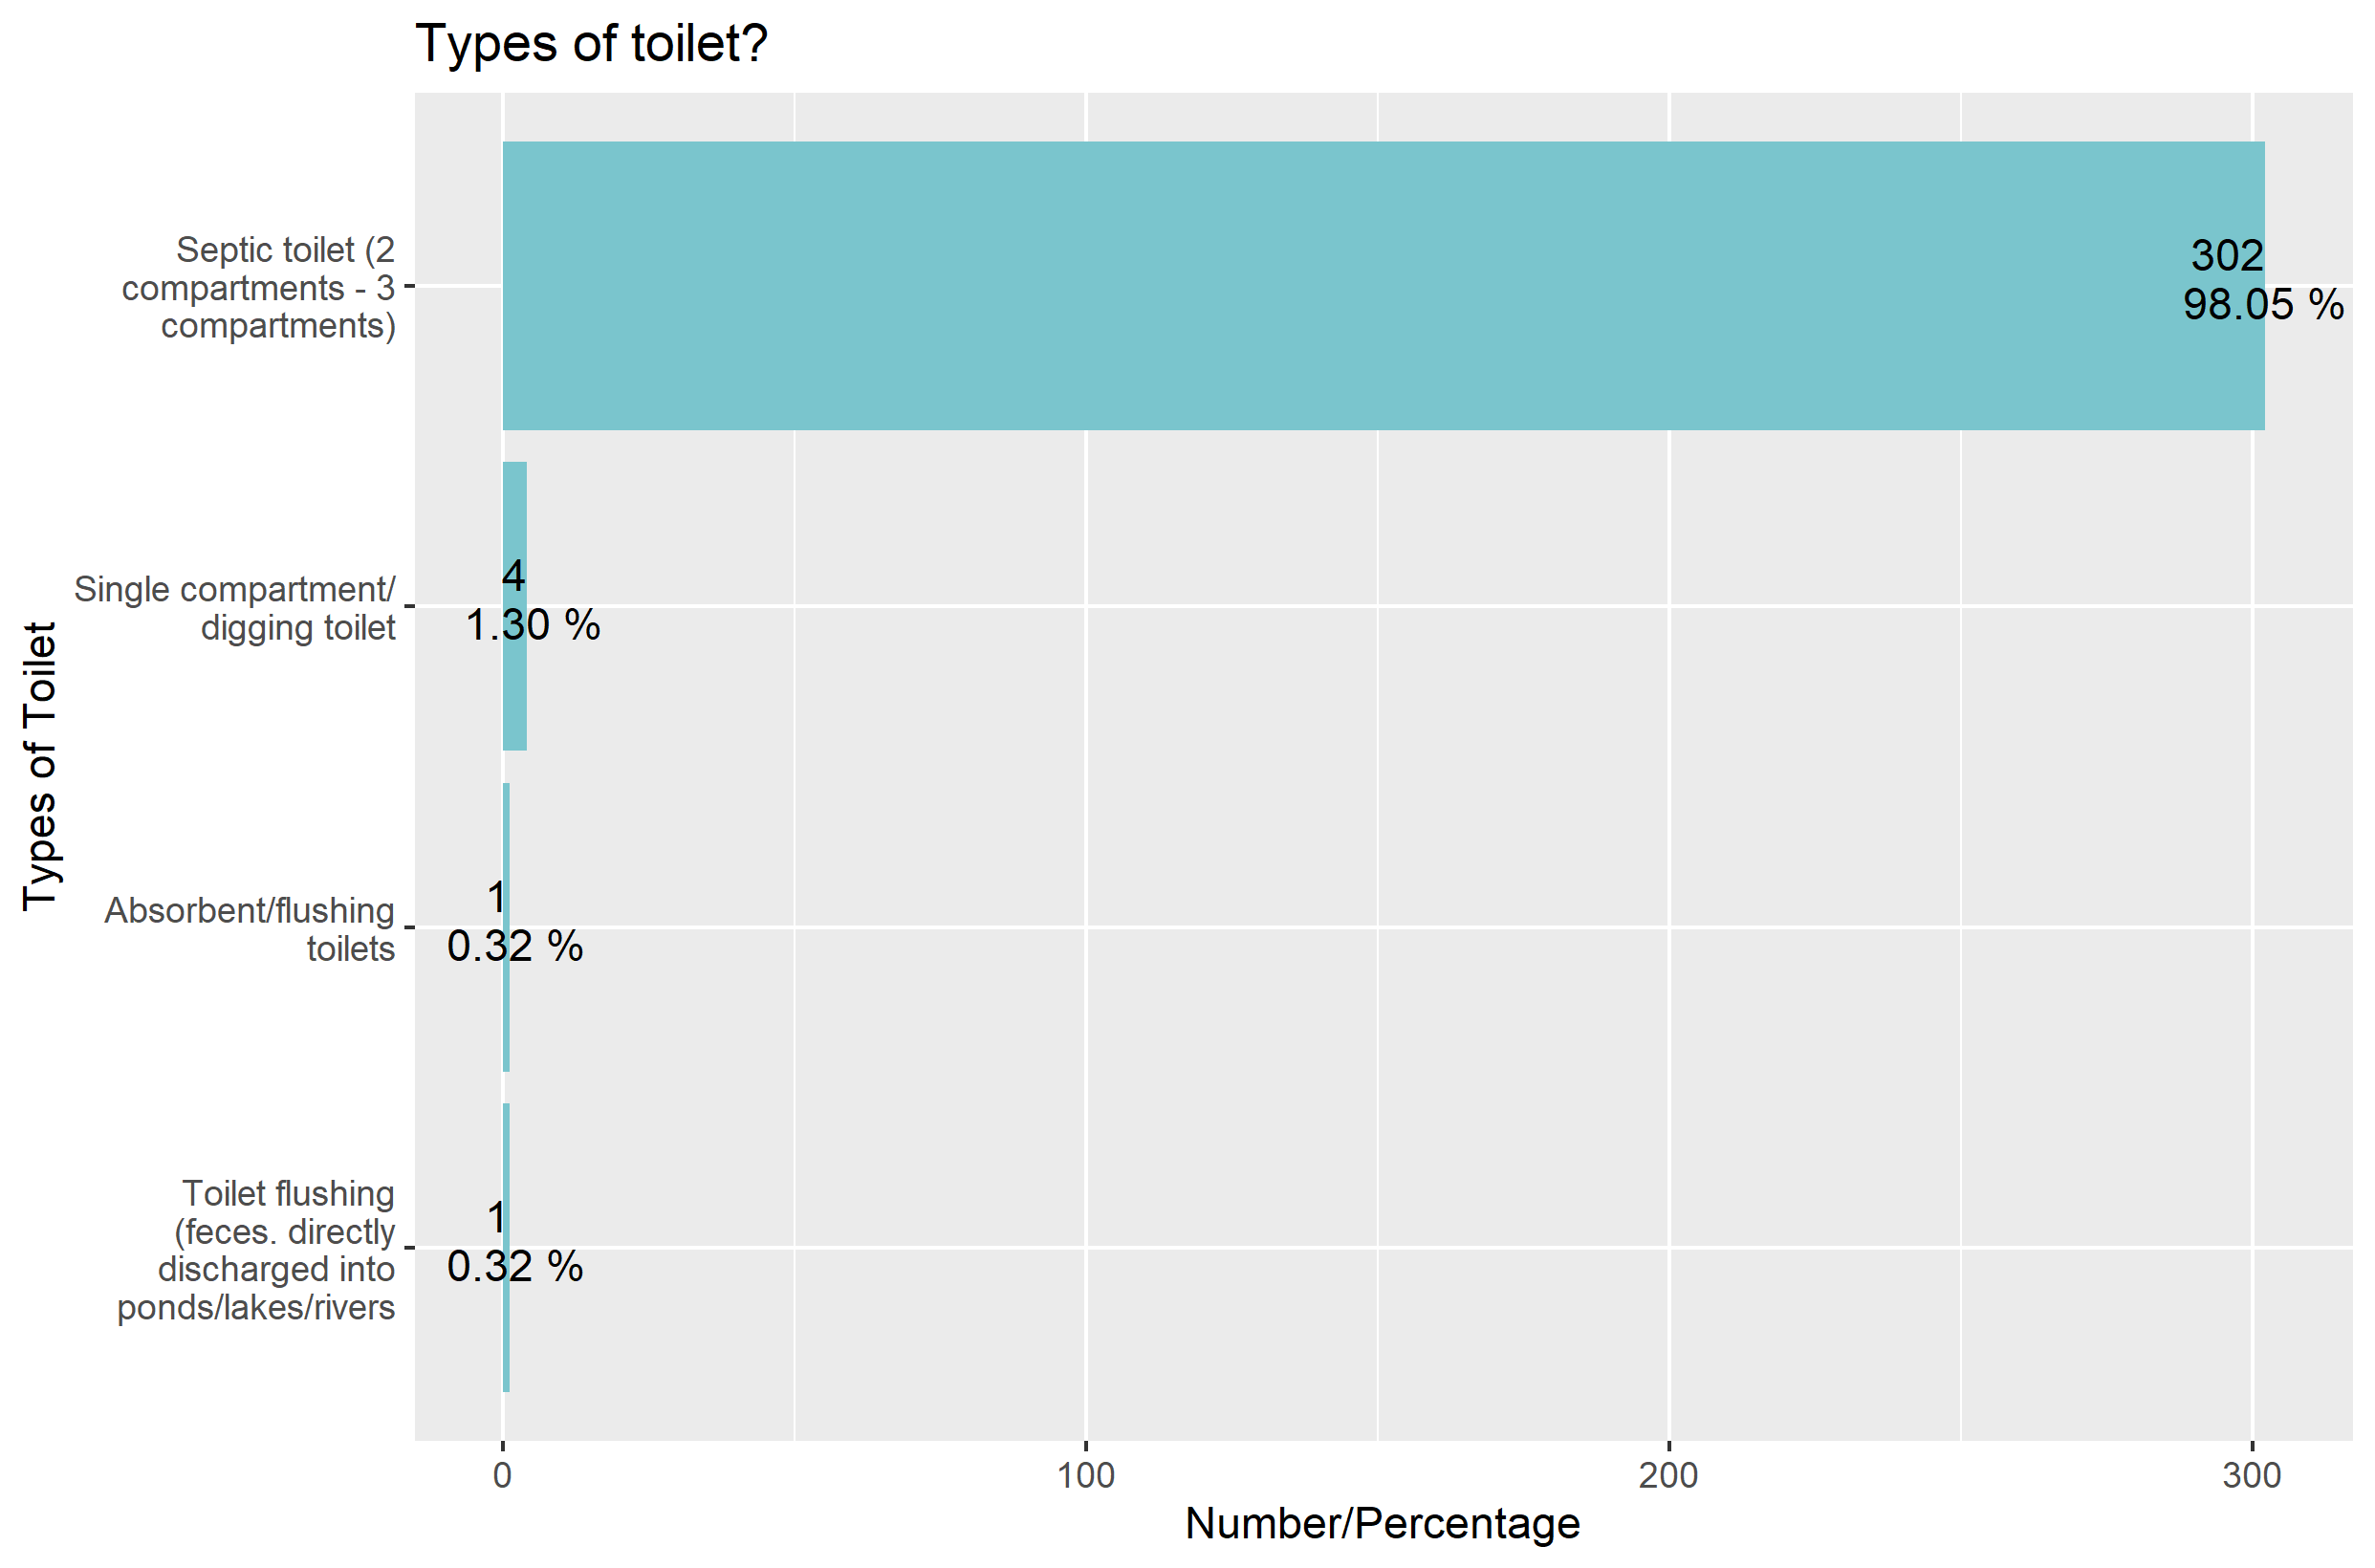 Types of toilet?
Types of Toilet
Septic toilet (2
compartments - 3
compartments)
302
98.05 %
Single compartment/
digging toilet
4
1.30 %
Absorbent/flushing
toilets
1
0.32 %
Toilet flushing
(feces. directly
discharged into
ponds/lakes/rivers
1
0.32 %
0 100 200 300
Number/Percentage